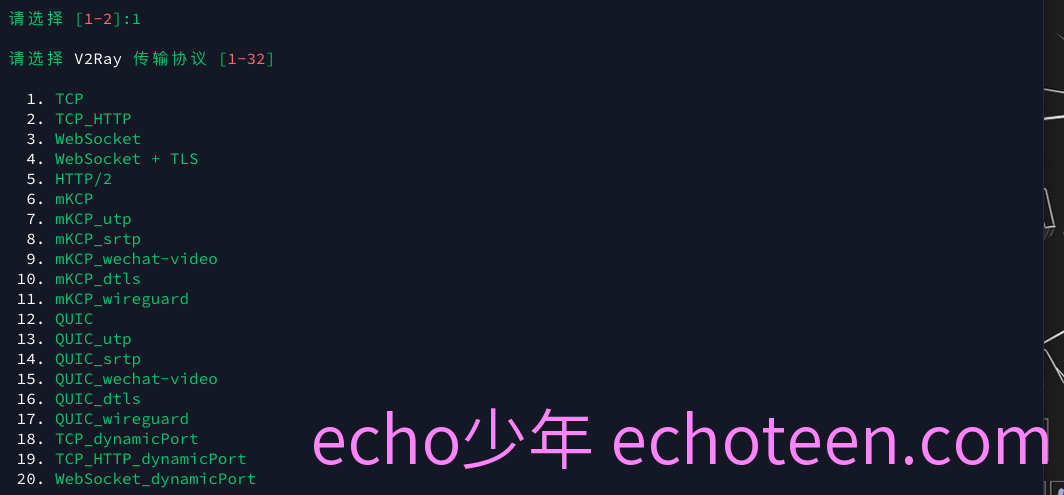 请选择 [1-2]:1
请选择 V2Ray 传输协议 [1-32]
1. TCP
2. TCP_HTTP
3. WebSocket
4. WebSocket + TLS
5. HTTP/2
6. mKCP
7. mKCP_utp
8. mKCP_srtp
9. mKCP_wechat-video
10. mKCP_dtls
11. mKCP_wireguard
12. QUIC
13. QUIC_utp
14. QUIC_srtp
15. QUIC_wechat-video
16. QUIC_dtls
17. QUIC_wireguard
18. TCP_dynamicPort
19. TCP_HTTP_dynamicPort
20. WebSocket_dynamicPort
echo少年 echoteen.com